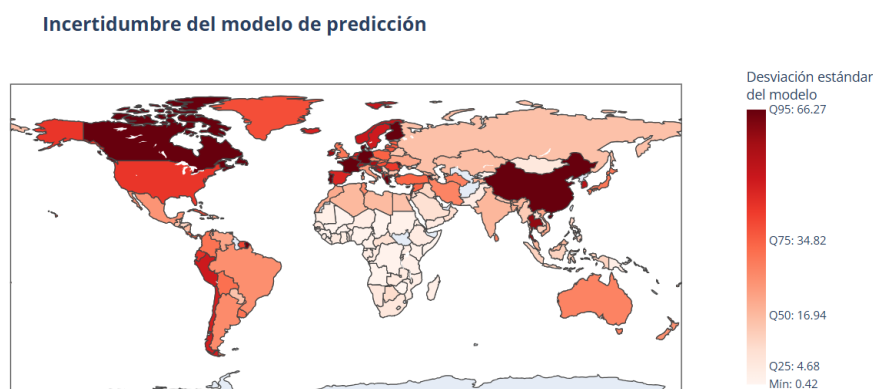 Incertidumbre del modelo de predicción
Desviación estándar
del modelo
Q95: 66.27
Q75: 34.82
Q50: 16.94
Q25: 4.68
Mín: 0.42